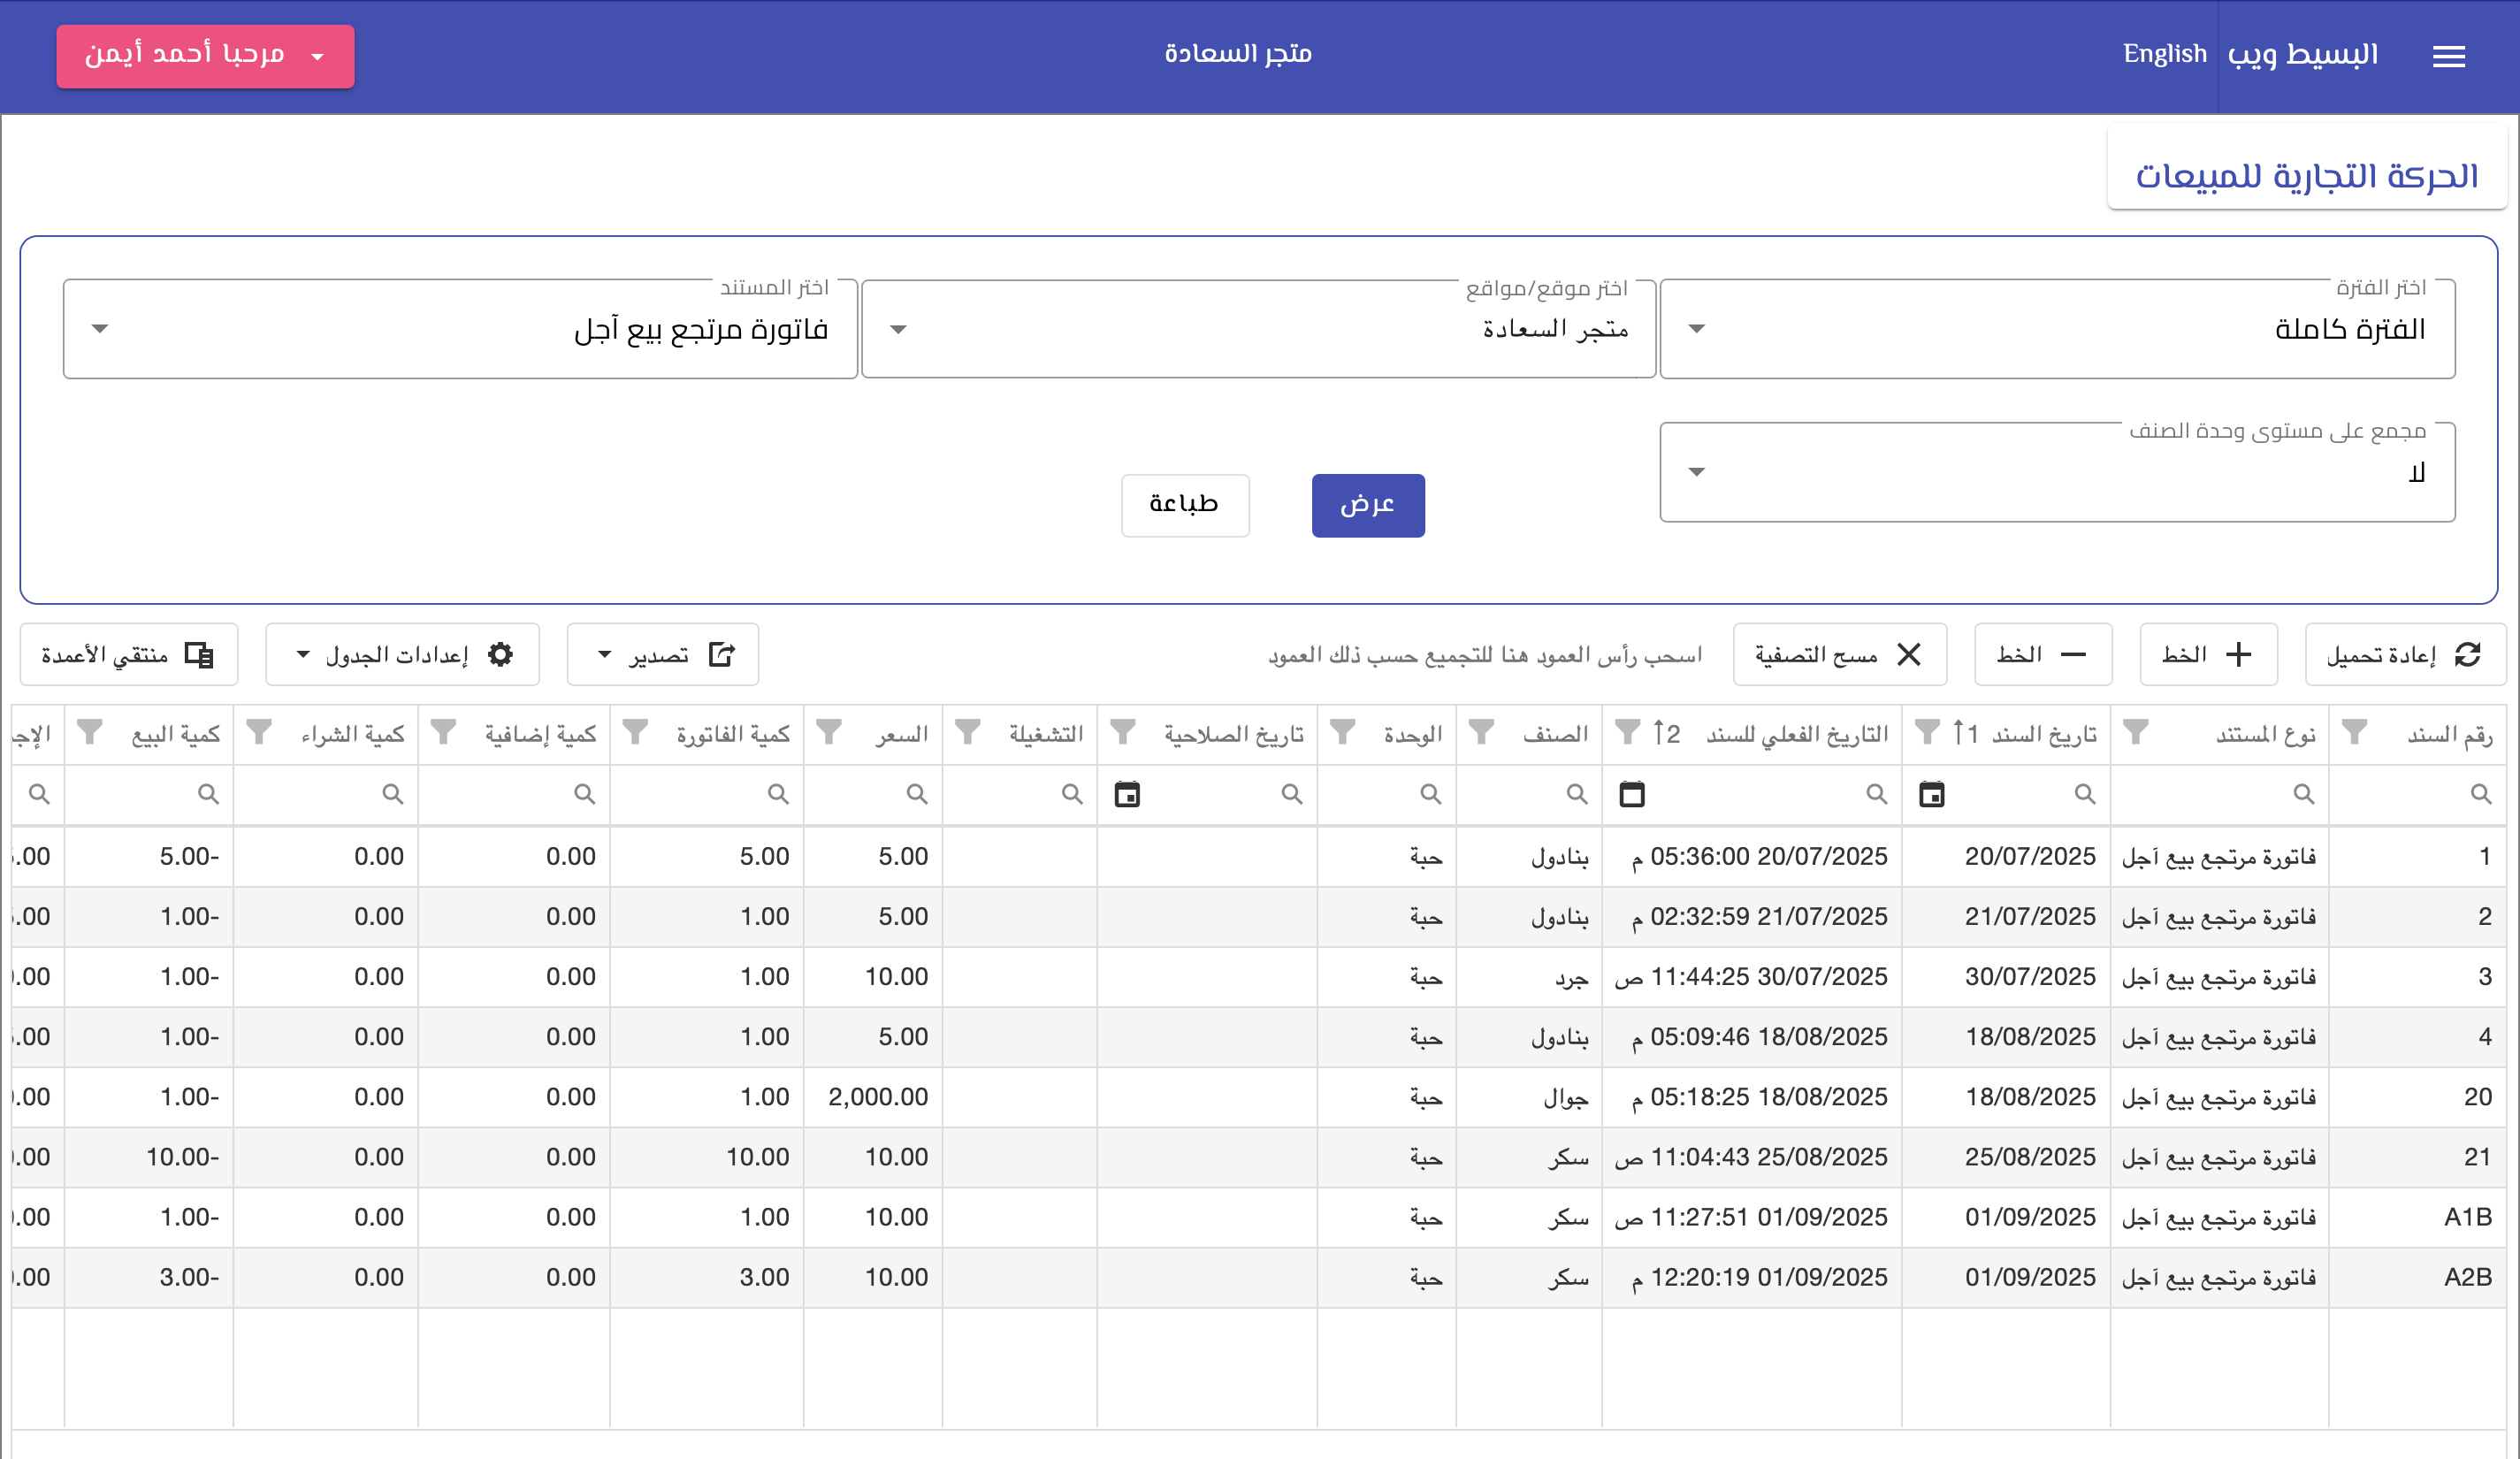 البسيط ويب English متجر السعادة مرحبا أحمد أيمن
الحركة التجارية للمبيعات
اختر الفترة اختر موقع/مواقع اختر المستند
الفترة كاملة متجر السعادة فاتورة مرتجع بيع آجل
مجمع على مستوى وحدة الصنف
لا
عرض طباعة
إعادة تحميل الخط الخط مسح التصفية اسحب رأس العمود هنا للتجميع حسب ذلك العمود تصدير إعدادات الجدول منتقي الأعمدة
رقم السند نوع المستند تاريخ السند 1 التاريخ الفعلي للسند 2 الصنف الوحدة تاريخ الصلاحية التشغيلة السعر كمية الفاتورة كمية إضافية كمية الشراء كمية البيع
1 فاتورة مرتجع بيع آجل 20/07/2025 20/07/2025 05:36:00 م بنادول حبة 5.00 5.00 0.00 0.00 -5.00 .00
2 فاتورة مرتجع بيع آجل 21/07/2025 21/07/2025 02:32:59 م بنادول حبة 5.00 1.00 0.00 0.00 -1.00 .00
3 فاتورة مرتجع بيع آجل 30/07/2025 30/07/2025 11:44:25 ص جرد حبة 10.00 1.00 0.00 0.00 -1.00 .00
4 فاتورة مرتجع بيع آجل 18/08/2025 18/08/2025 05:09:46 م بنادول حبة 5.00 1.00 0.00 0.00 -1.00 .00
20 فاتورة مرتجع بيع آجل 18/08/2025 18/08/2025 05:18:25 م جوال حبة 2,000.00 1.00 0.00 0.00 -1.00 .00
21 فاتورة مرتجع بيع آجل 25/08/2025 25/08/2025 11:04:43 ص سكر حبة 10.00 10.00 0.00 0.00 -10.00 .00
A1B فاتورة مرتجع بيع آجل 01/09/2025 01/09/2025 11:27:51 ص سكر حبة 10.00 1.00 0.00 0.00 -1.00 .00
A2B فاتورة مرتجع بيع آجل 01/09/2025 01/09/2025 12:20:19 م سكر حبة 10.00 3.00 0.00 0.00 -3.00 .00